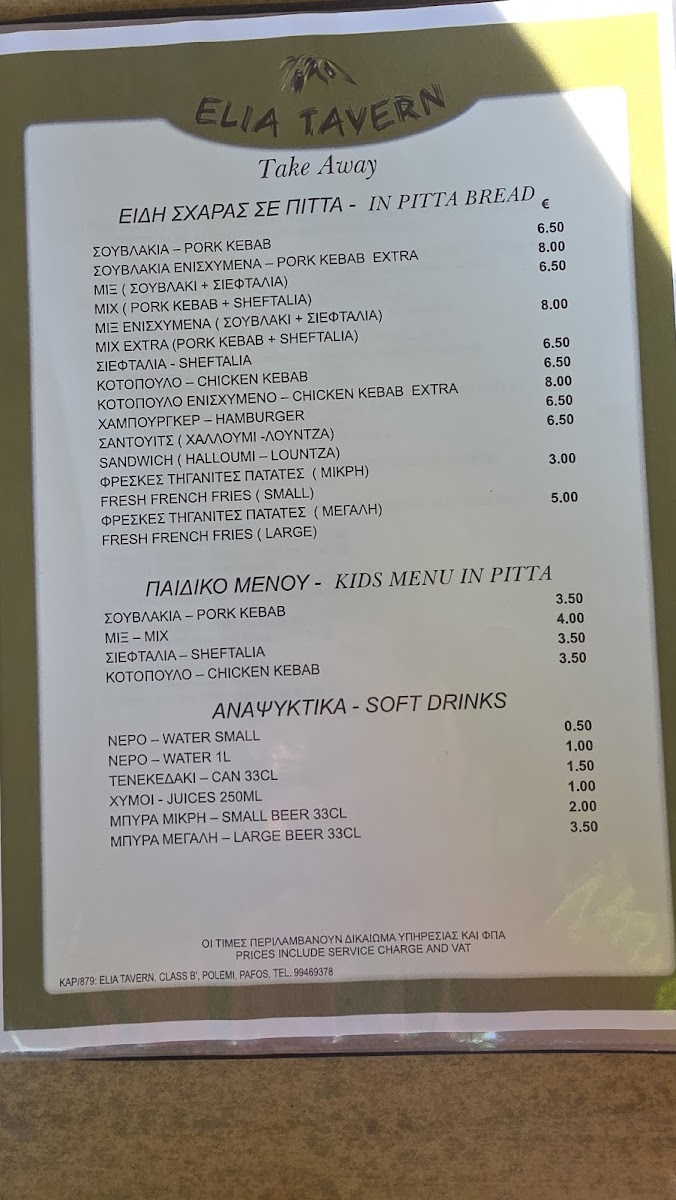 ELIA TAVERN
Take Away
ΕΙΔΗ ΣΧΑΡΑΣ ΣΕ ΠΙΤΤΑ - IN PITTA BREAD €
ΣΟΥΒΛΑΚΙΑ – PORK KEBAB 6.50
ΣΟΥΒΛΑΚΙΑ ΕΝΙΣΧΥΜΕΝΑ – PORK KEBAB EXTRA 8.00
ΜΙΞ ( ΣΟΥΒΛΑΚΙ + ΣΙΕΦΤΑΛΙΑ) 6.50
MIX ( PORK KEBAB + SHEFTALIA)
ΜΙΞ ΕΝΙΣΧΥΜΕΝΑ ( ΣΟΥΒΛΑΚΙ + ΣΙΕΦΤΑΛΙΑ) 8.00
MIX EXTRA (PORK KEBAB + SHEFTALIA)
ΣΙΕΦΤΑΛΙΑ - SHEFTALIA 6.50
ΚΟΤΟΠΟΥΛΟ – CHICKEN KEBAB 6.50
ΚΟΤΟΠΟΥΛΟ ΕΝΙΣΧΥΜΕΝΟ – CHICKEN KEBAB EXTRA 8.00
ΧΑΜΠΟΥΡΓΚΕΡ – HAMBURGER 6.50
ΣΑΝΤΟΥΙΤΣ ( ΧΑΛΛΟΥΜΙ -ΛΟΥΝΤΖΑ) 6.50
SANDWICH ( HALLOUMI – LOUNTZA)
ΦΡΕΣΚΕΣ ΤΗΓΑΝΙΤΕΣ ΠΑΤΑΤΕΣ ( ΜΙΚΡΗ) 3.00
FRESH FRENCH FRIES ( SMALL)
ΦΡΕΣΚΕΣ ΤΗΓΑΝΙΤΕΣ ΠΑΤΑΤΕΣ ( ΜΕΓΑΛΗ) 5.00
FRESH FRENCH FRIES ( LARGE)
ΠΑΙΔΙΚΟ ΜΕΝΟΥ - KIDS MENU IN PITTA
ΣΟΥΒΛΑΚΙΑ – PORK KEBAB 3.50
ΜΙΞ – MIX 4.00
ΣΙΕΦΤΑΛΙΑ – SHEFTALIA 3.50
ΚΟΤΟΠΟΥΛΟ – CHICKEN KEBAB 3.50
ΑΝΑΨΥΚΤΙΚΑ - SOFT DRINKS
ΝΕΡΟ – WATER SMALL 0.50
ΝΕΡΟ – WATER 1L 1.00
ΤΕΝΕΚΕΔΑΚΙ – CAN 33CL 1.50
ΧΥΜΟΙ - JUICES 250ML 1.00
ΜΠΥΡΑ ΜΙΚΡΗ – SMALL BEER 33CL 2.00
ΜΠΥΡΑ ΜΕΓΑΛΗ – LARGE BEER 33CL 3.50
ΟΙ ΤΙΜΕΣ ΠΕΡΙΛΑΜΒΑΝΟΥΝ ΔΙΚΑΙΩΜΑ ΥΠΗΡΕΣΙΑΣ ΚΑΙ ΦΠΑ
PRICES INCLUDE SERVICE CHARGE AND VAT
KAP/879: ELIA TAVERN, CLASS B', POLEMI, PAFOS, TEL. 99469378